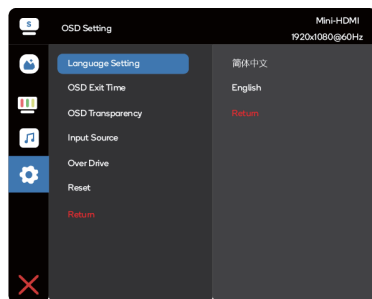 S
OSD Setting
Mini-HDMI
1920x1080@60Hz
Language Setting
OSD Exit Time
OSD Transparency
Input Source
Over Drive
Reset
Return
简体中文
English
Return